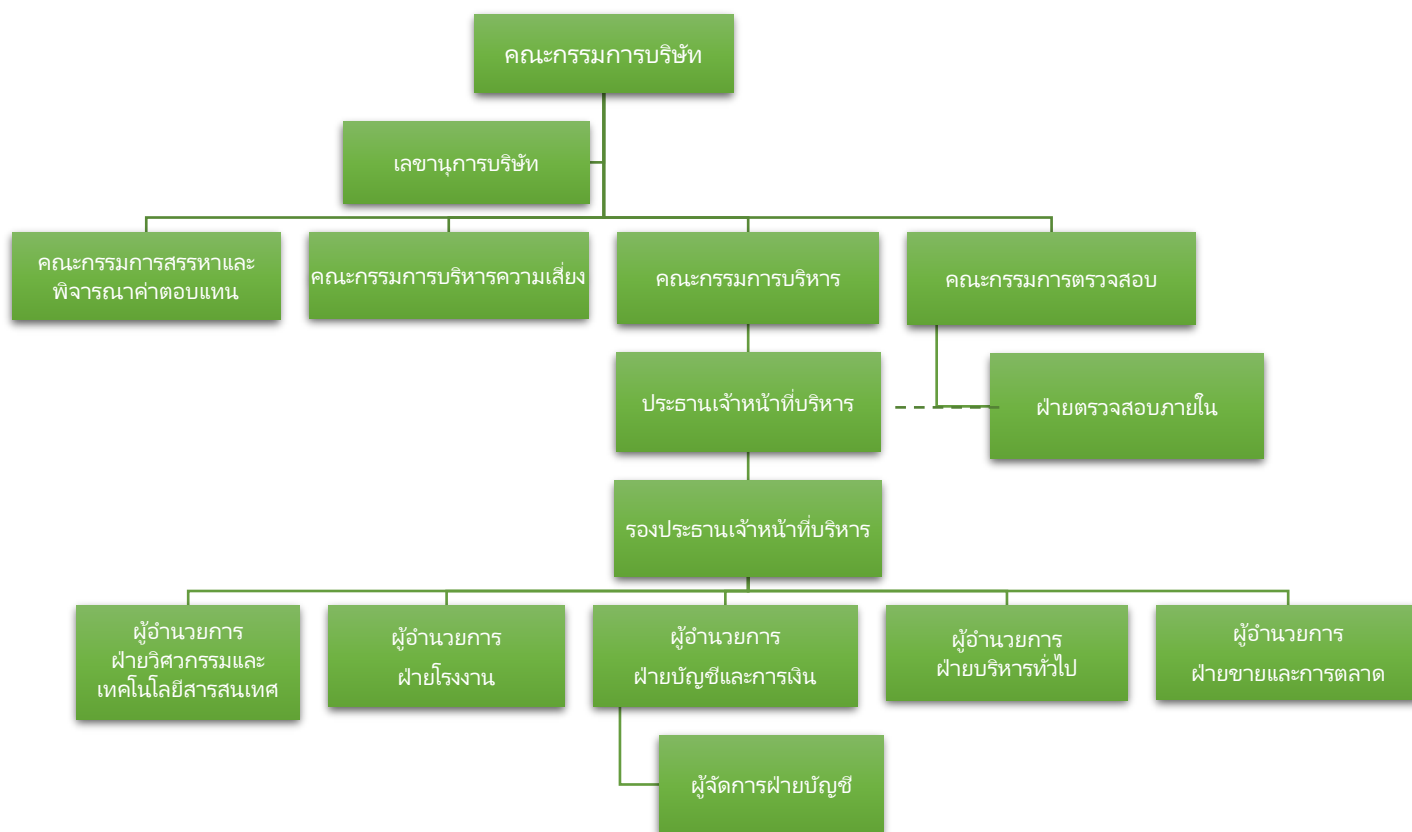 คณะกรรมการบริษัท
เลขานุการบริษัท
คณะกรรมการสรรหาและ
พิจารณาค่าตอบแทน
คณะกรรมการบริหารความเสี่ยง
คณะกรรมการบริหาร
คณะกรรมการตรวจสอบ
ประธานเจ้าหน้าที่บริหาร
ฝ่ายตรวจสอบภายใน
รองประธานเจ้าหน้าที่บริหาร
ผู้อำนวยการ
ฝ่ายวิศวกรรมและ
เทคโนโลยีสารสนเทศ
ผู้อำนวยการ
ฝ่ายโรงงาน
ผู้อำนวยการ
ฝ่ายบัญชีและการเงิน
ผู้อำนวยการ
ฝ่ายบริหารทั่วไป
ผู้อำนวยการ
ฝ่ายขายและการตลาด
ผู้จัดการฝ่ายบัญชี